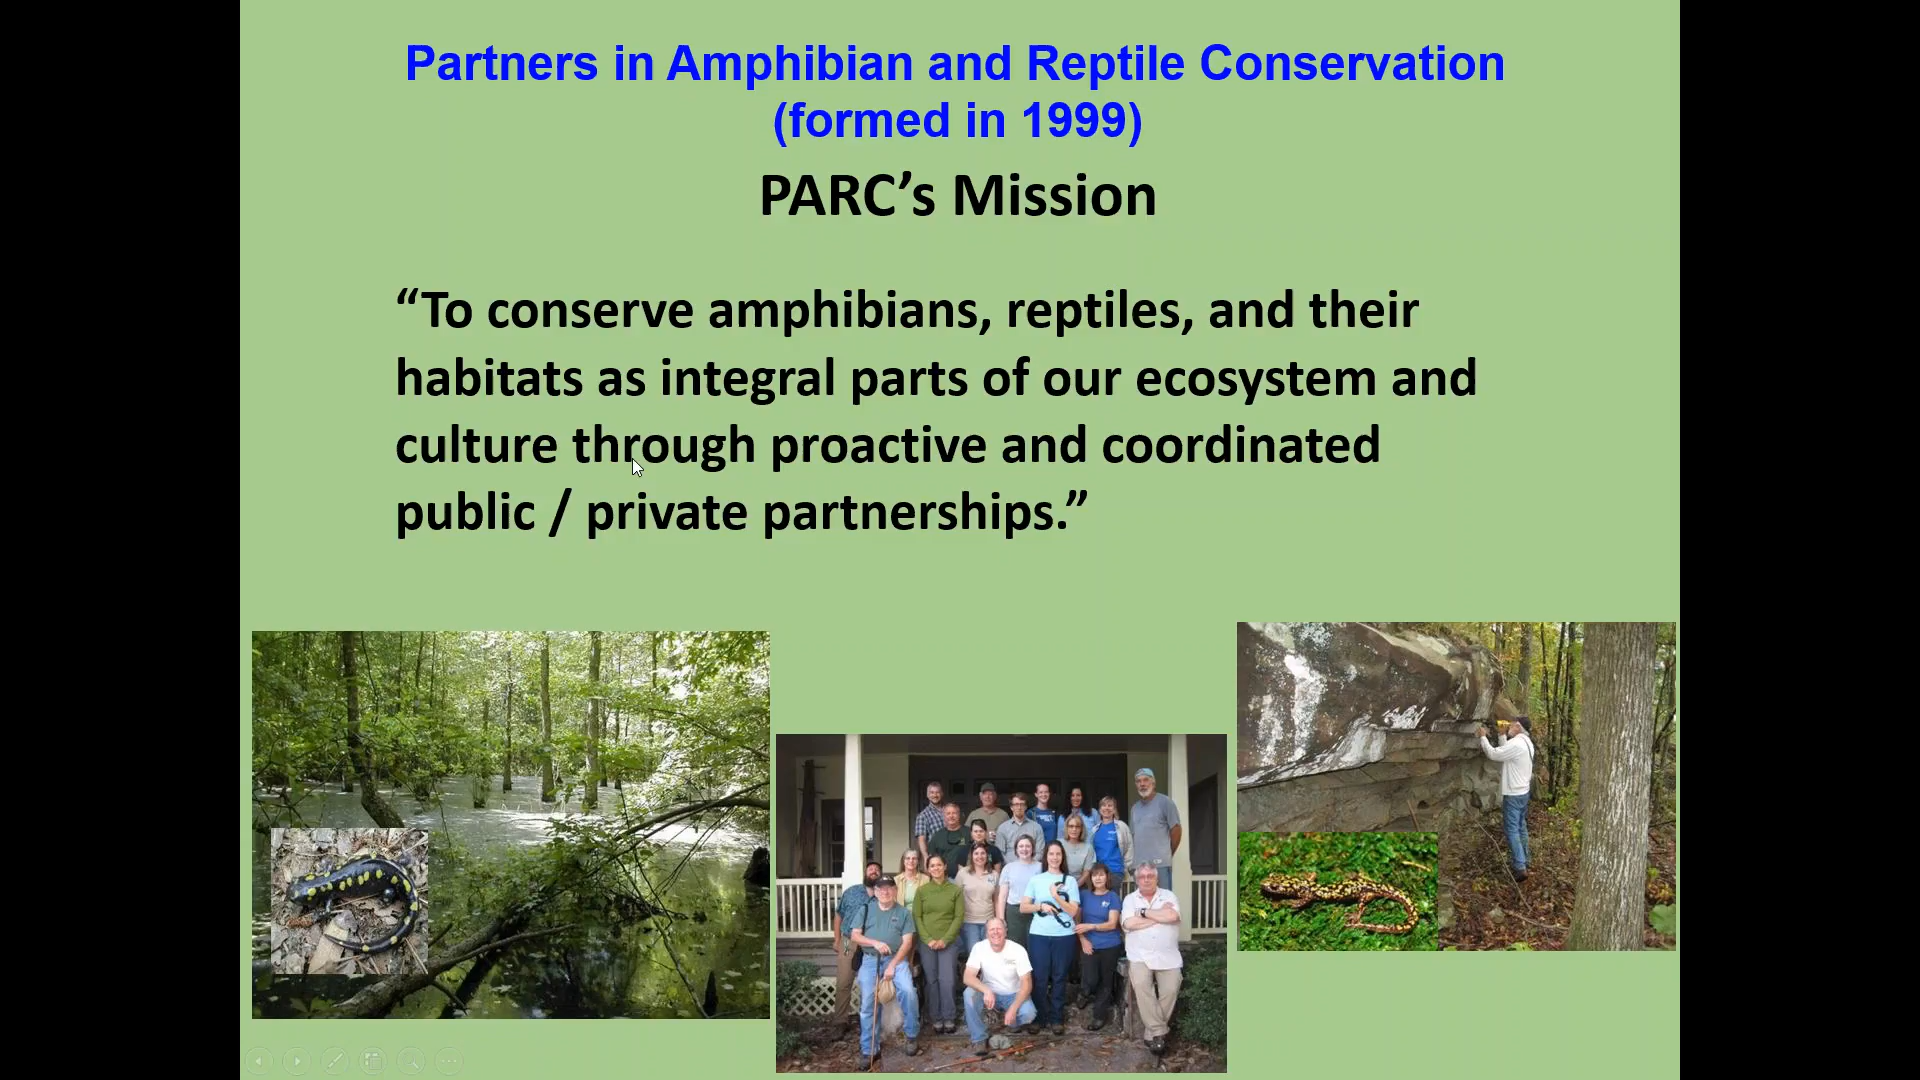 Partners in Amphibian and Reptile Conservation
(formed in 1999)
PARC’s Mission
“To conserve amphibians, reptiles, and their
habitats as integral parts of our ecosystem and
culture through proactive and coordinated
public / private partnerships.”